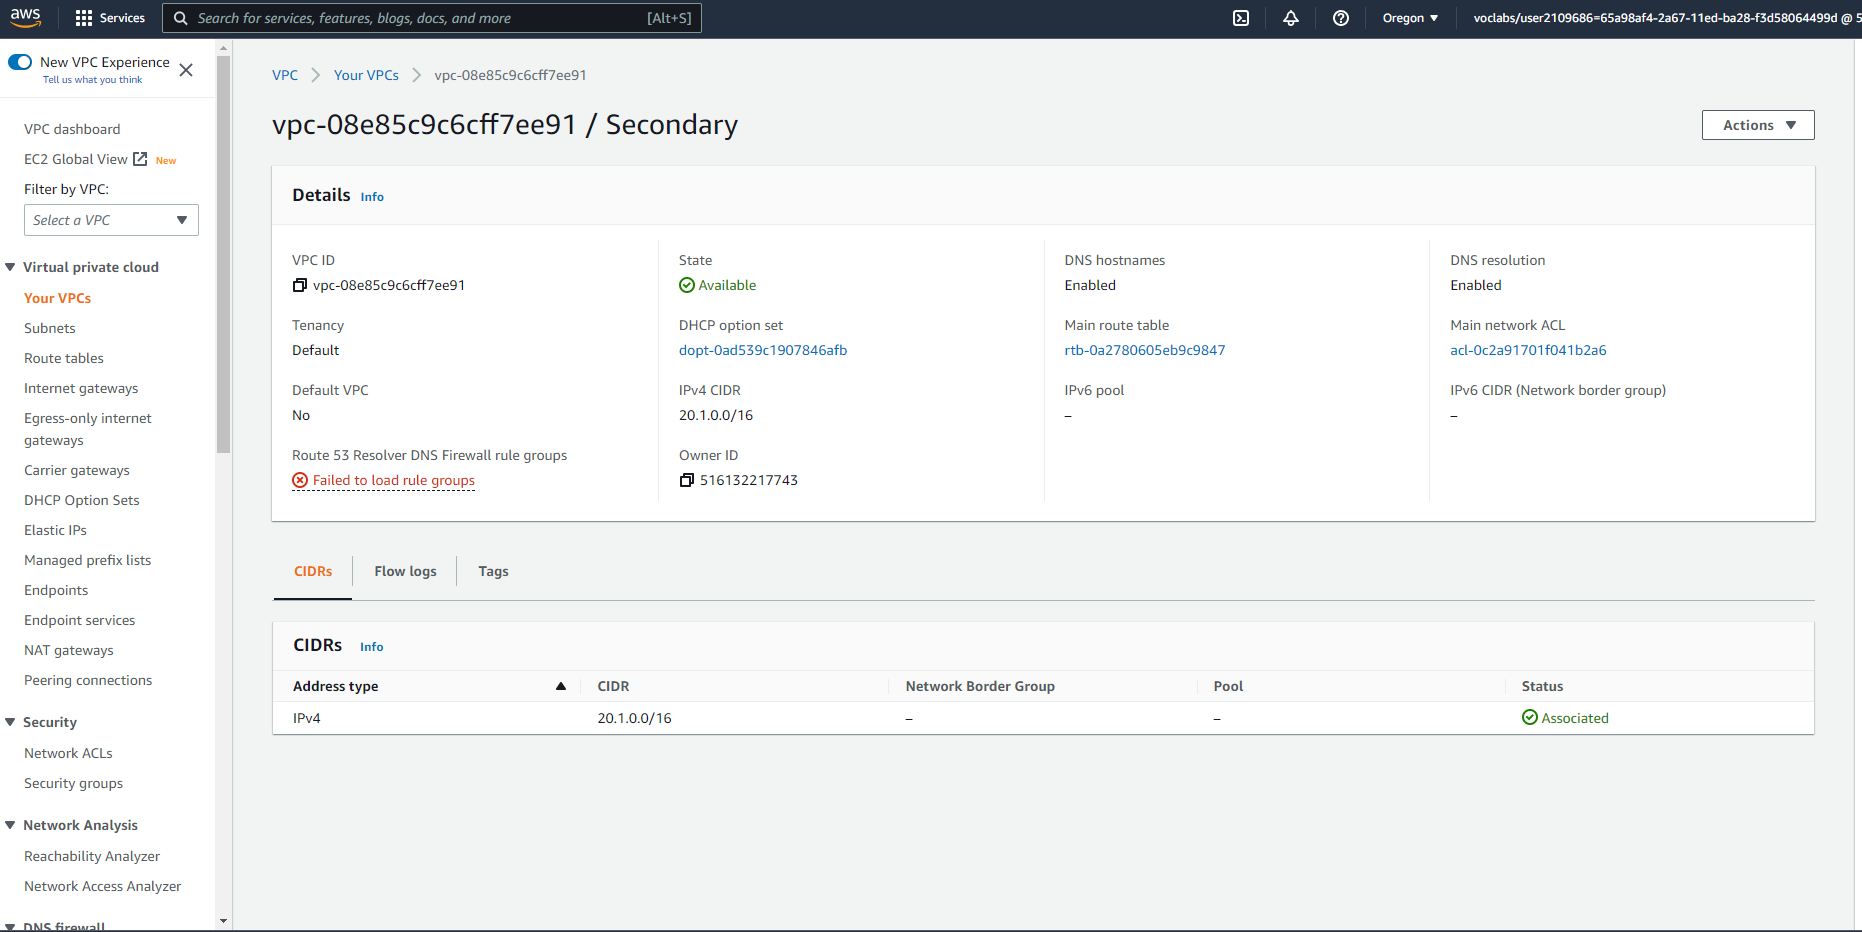 aws
Services
Search for services, features, blogs, docs, and more
[Alt+S]
Oregon
voclabs/user2109686=65a98af4-2a67-11ed-ba28-f3d58064499d @ 5
New VPC Experience
Tell us what you think
VPC dashboard
EC2 Global View New
Filter by VPC:
Select a VPC
Virtual private cloud
Your VPCs
Subnets
Route tables
Internet gateways
Egress-only internet
gateways
Carrier gateways
DHCP Option Sets
Elastic IPs
Managed prefix lists
Endpoints
Endpoint services
NAT gateways
Peering connections
Security
Network ACLs
Security groups
Network Analysis
Reachability Analyzer
Network Access Analyzer
DNS firewall
VPC > Your VPCs > vpc-08e85c9c6cff7ee91
vpc-08e85c9c6cff7ee91 / Secondary
Actions
Details Info
VPC ID
vpc-08e85c9c6cff7ee91
State
Available
DNS hostnames
Enabled
DNS resolution
Enabled
Tenancy
Default
DHCP option set
dopt-0ad539c1907846afb
Main route table
rtb-0a2780605eb9c9847
Main network ACL
acl-0c2a91701f041b2a6
Default VPC
No
IPv4 CIDR
20.1.0.0/16
IPv6 pool
–
IPv6 CIDR (Network border group)
–
Route 53 Resolver DNS Firewall rule groups
Failed to load rule groups
Owner ID
516132217743
CIDRs
Flow logs
Tags
CIDRs Info
Address type CIDR Network Border Group Pool Status
IPv4 20.1.0.0/16 – – Associated